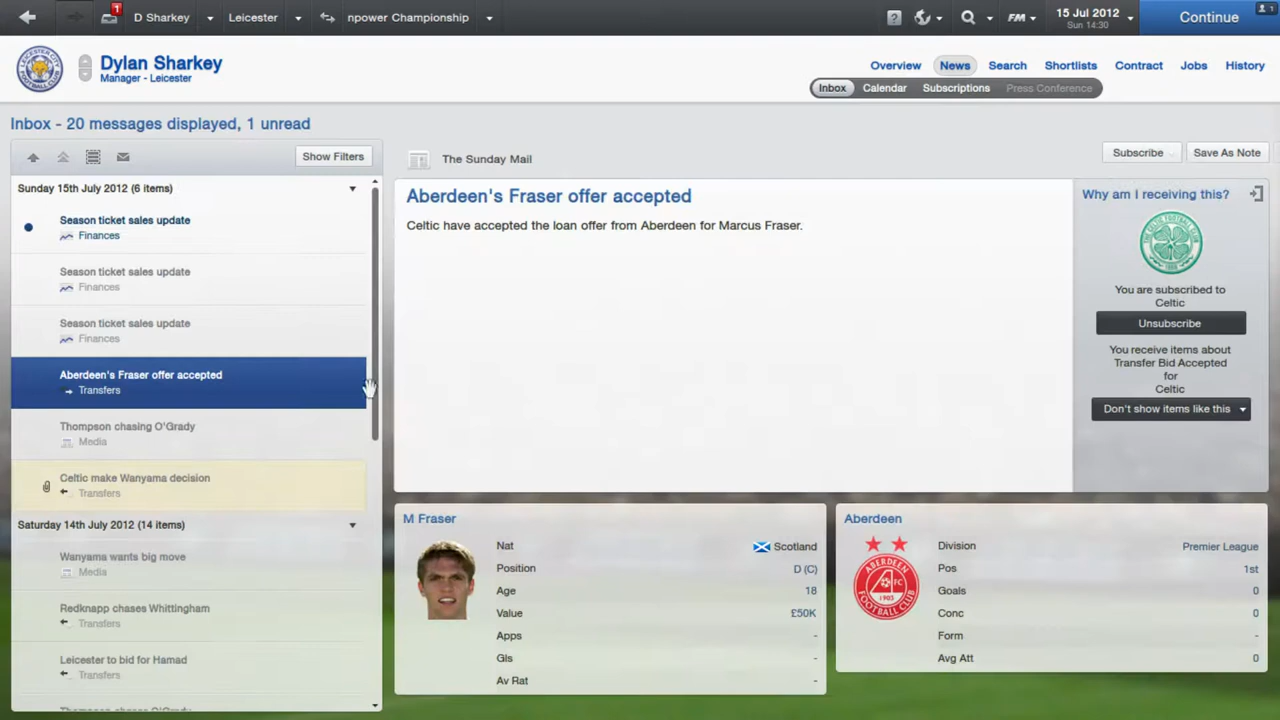 1
D Sharkey
Leicester
npower Championship
?
FM
15 Jul 2012
Sun 14:30
Continue
1
Dylan Sharkey
Manager - Leicester
Overview
News
Search
Shortlists
Contract
Jobs
History
Inbox
Calendar
Subscriptions
Press Conference
Inbox - 20 messages displayed, 1 unread
Show Filters
Sunday 15th July 2012 (6 items)
Season ticket sales update
Finances
Season ticket sales update
Finances
Season ticket sales update
Finances
Aberdeen's Fraser offer accepted
Transfers
Thompson chasing O'Grady
Media
Celtic make Wanyama decision
Transfers
Saturday 14th July 2012 (14 items)
Wanyama wants big move
Media
Redknapp chases Whittingham
Transfers
Leicester to bid for Hamad
Transfers
The Sunday Mail
Subscribe
Save As Note
Aberdeen's Fraser offer accepted
Celtic have accepted the loan offer from Aberdeen for Marcus Fraser.
Why am I receiving this?
You are subscribed to
Celtic
Unsubscribe
You receive items about
Transfer Bid Accepted
for
Celtic
Don't show items like this
M Fraser
Nat Scotland
Position D (C)
Age 18
Value £50K
Apps -
Gls -
Av Rat -
Aberdeen
Division Premier League
Pos 1st
Goals 0
Conc 0
Form -
Avg Att 0